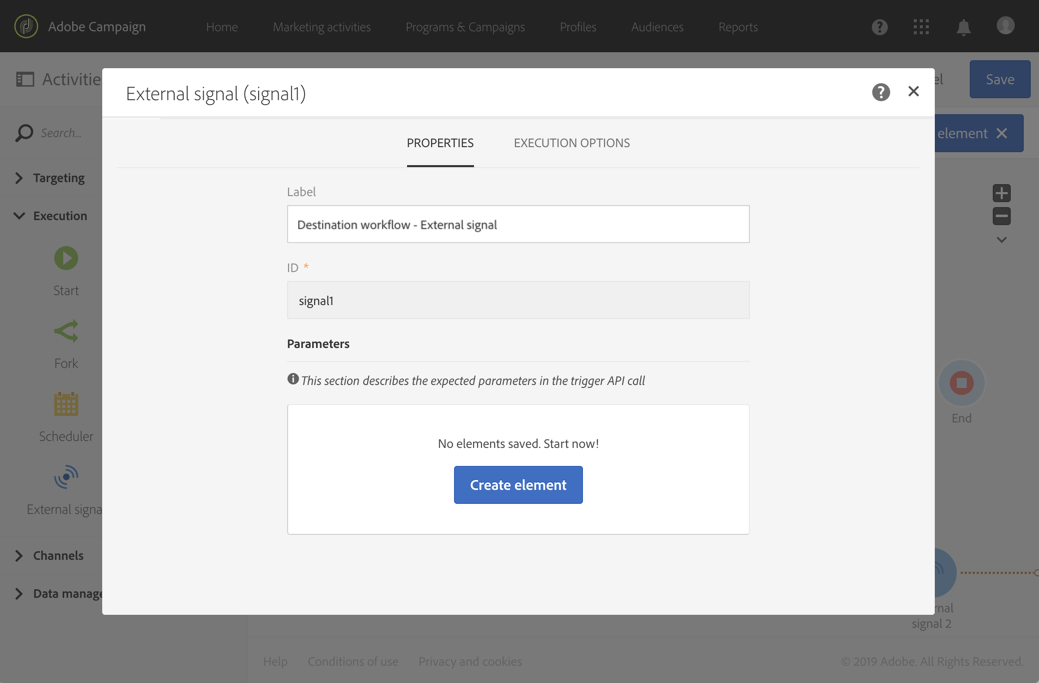 Adobe Campaign
Home
Marketing activities
Programs & Campaigns
Profiles
Audiences
Reports
Activitie
el
Save
External signal (signal1)
Search...
element
PROPERTIES
EXECUTION OPTIONS
Targeting
Label
Execution
Destination workflow - External signal
ID *
Start
signal1
Parameters
Fork
This section describes the expected parameters in the trigger API call
End
Scheduler
No elements saved. Start now!
Create element
External signa
Channels
Data manage
rnal
signal 2
Help
Conditions of use
Privacy and cookies
© 2019 Adobe. All Rights Reserved.